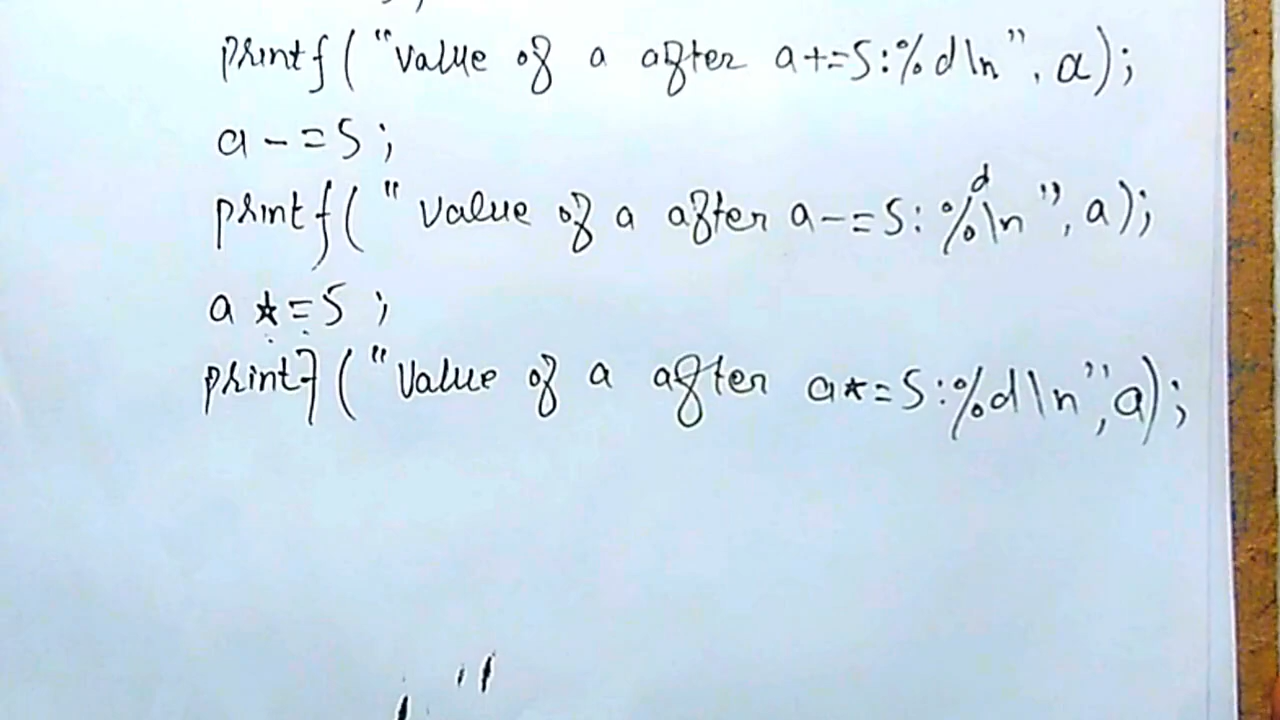 printf ("value of a after a+=5:%d\n", a);
a-=5;
printf ("value of a after a-=5: %d\n", a);
a *=5;
printf ("Value of a after a*=5:%d\n", a);